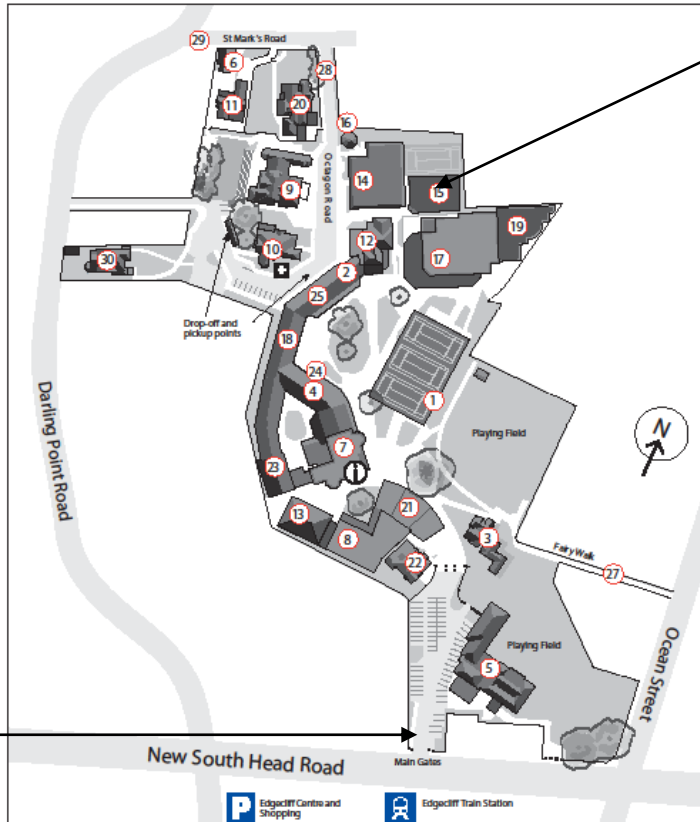 29
St Mark's Road
6
28
11
20
16
Octagon Road
14
9
15
12
19
10
17
30
2
25
Drop-off and
pickup points
18
24
4
1
Darling Point Road
N
Playing Field
7
i
23
21
13
3
8
22
Fairy Walk
27
Playing Field
5
Ocean Street
New South Head Road
Main Gates
P
Edgecliff Centre and
Shopping
Edgecliff Train Station